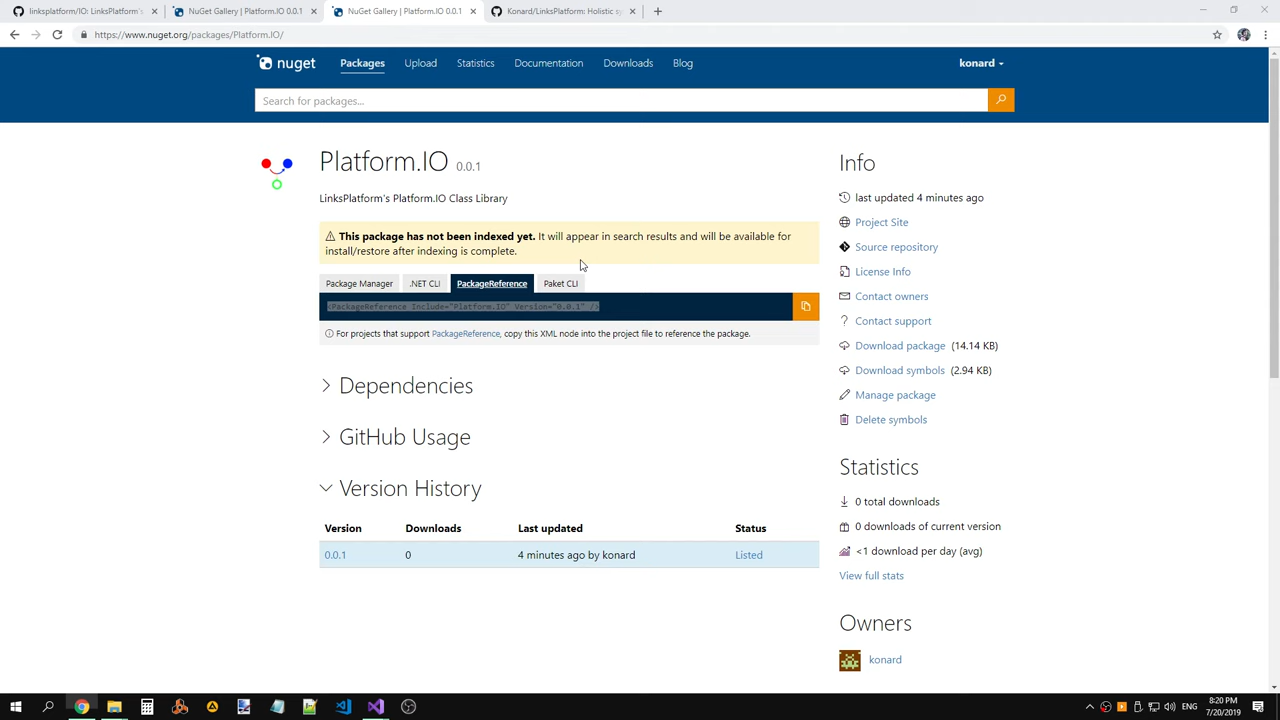 linksplatform/IO: LinksPlatform's
NuGet Gallery | Platform.IO 0.0.1
NuGet Gallery | Platform.IO 0.0.1
Konard/LinksPlatform: Holistic sy
https://www.nuget.org/packages/Platform.IO/
nuget
Packages
Upload
Statistics
Documentation
Downloads
Blog
konard
Search for packages...
Platform.IO 0.0.1
LinksPlatform's Platform.IO Class Library
This package has not been indexed yet. It will appear in search results and will be available for
install/restore after indexing is complete.
Package Manager
.NET CLI
PackageReference
Paket CLI
<PackageReference Include="Platform.IO" Version="0.0.1" />
For projects that support PackageReference, copy this XML node into the project file to reference the package.
Dependencies
GitHub Usage
Version History
Version Downloads Last updated Status
0.0.1 0 4 minutes ago by konard Listed
Info
last updated 4 minutes ago
Project Site
Source repository
License Info
Contact owners
Contact support
Download package (14.14 KB)
Download symbols (2.94 KB)
Manage package
Delete symbols
Statistics
0 total downloads
0 downloads of current version
<1 download per day (avg)
View full stats
Owners
konard
ENG
8:20 PM
7/20/2019